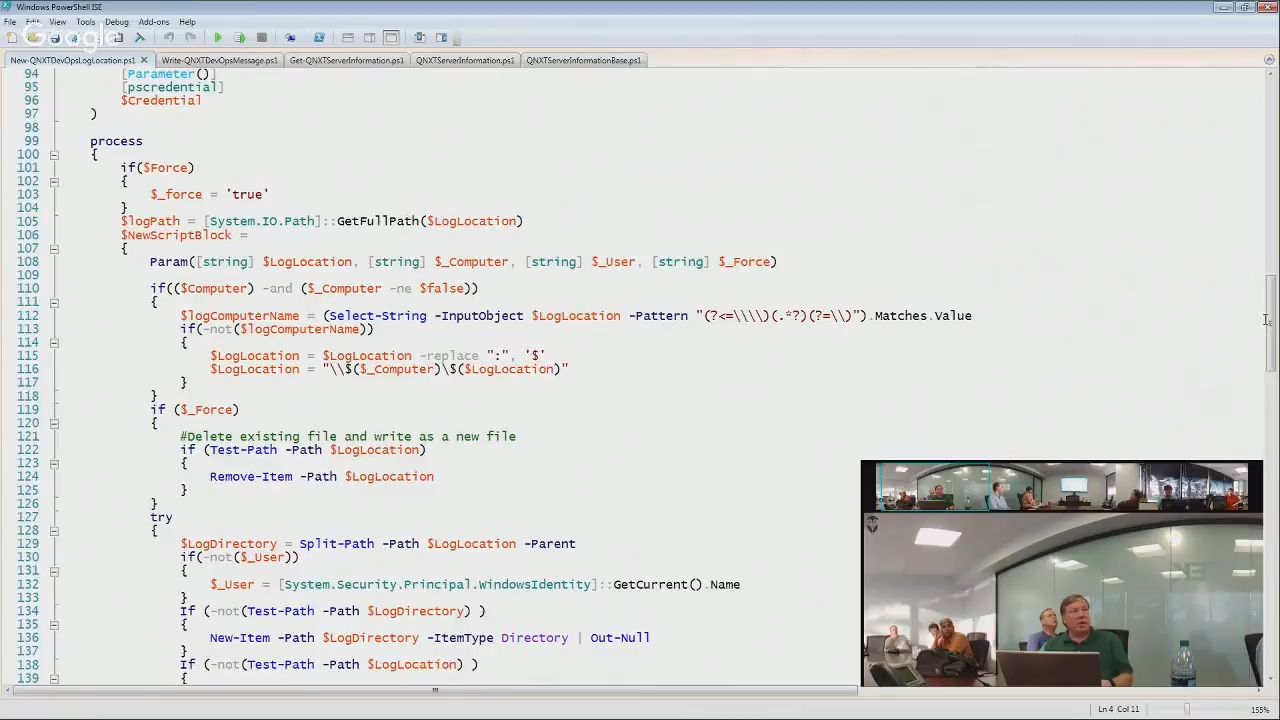 Windows PowerShell ISE
File Edit View Tools Debug Add-ons Help
Google
New-QNXTDevOpsLogLocation.ps1 Write-QNXTDevOpsMessage.ps1 Get-QNXTServerInformation.ps1 QNXTServerInformation.ps1 QNXTServerInformationBase.ps1
94 [Parameter()]
95 [pscredential]
96 $Credential
97 )
98
99 process
100 {
101 if($Force)
102 {
103 $_force = 'true'
104 }
105 $logPath = [System.IO.Path]::GetFullPath($LogLocation)
106 $NewScriptBlock =
107 {
108 Param([string] $LogLocation, [string] $_Computer, [string] $_User, [string] $_Force)
109
110 if(($Computer) -and ($_Computer -ne $false))
111 {
112 $logComputerName = (Select-String -InputObject $LogLocation -Pattern "(?<=\\\\)(.*?)(?=\\)").Matches.Value
113 if(-not($logComputerName))
114 {
115 $LogLocation = $LogLocation -replace ":", '$'
116 $LogLocation = "\\$($_Computer)\$($LogLocation)"
117 }
118 }
119 if ($_Force)
120 {
121 #Delete existing file and write as a new file
122 if (Test-Path -Path $LogLocation)
123 {
124 Remove-Item -Path $LogLocation
125 }
126 }
127 try
128 {
129 $LogDirectory = Split-Path -Path $LogLocation -Parent
130 if(-not($_User))
131 {
132 $_User = [System.Security.Principal.WindowsIdentity]::GetCurrent().Name
133 }
134 If (-not(Test-Path -Path $LogDirectory) )
135 {
136 New-Item -Path $LogDirectory -ItemType Directory | Out-Null
137 }
138 If (-not(Test-Path -Path $LogLocation) )
139 {
Ln 4 Col 11 155%